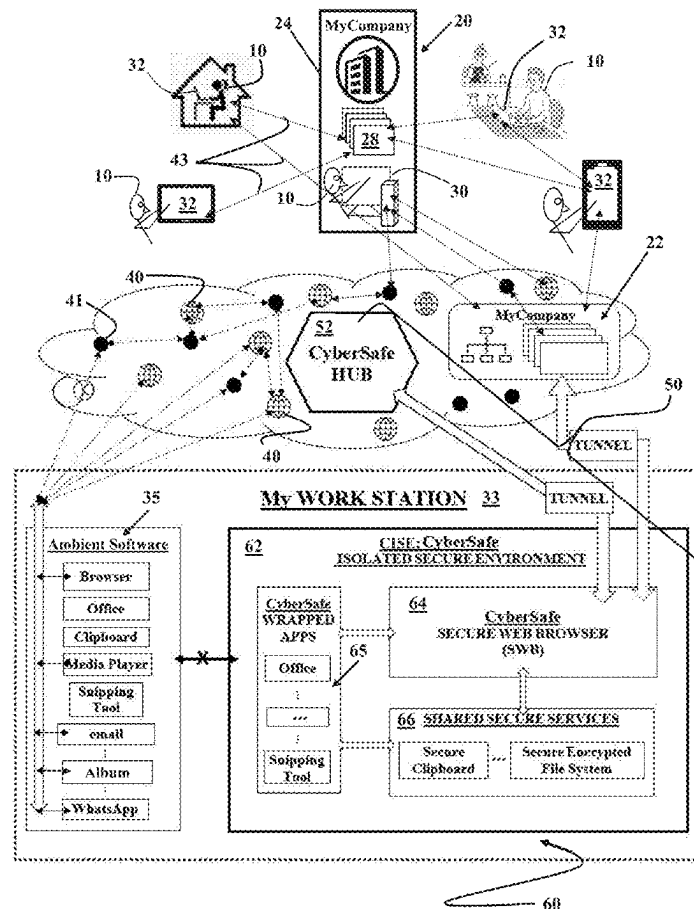 MyCompany
24
20
32
10
32
10
28
43
10
32
10
30
32
40
22
41
MyCompany
52
CyberSafe
HUB
50
40
TUNNEL
My WORK STATION 33
TUNNEL
35
Ambient Software
Browser
Office
Clipboard
Media Player
Snipping
Tool
email
Album
WhatsApp
62
CISE: CyberSafe
ISOLATED SECURE ENVIRONMENT
CyberSafe
WRAPPED
APPS
65
Office
...
Snipping
Tool
64
CyberSafe
SECURE WEB BROWSER
(SWB)
66 SHARED SECURE SERVICES
Secure
Clipboard
...
Secure Encrypted
File System
60